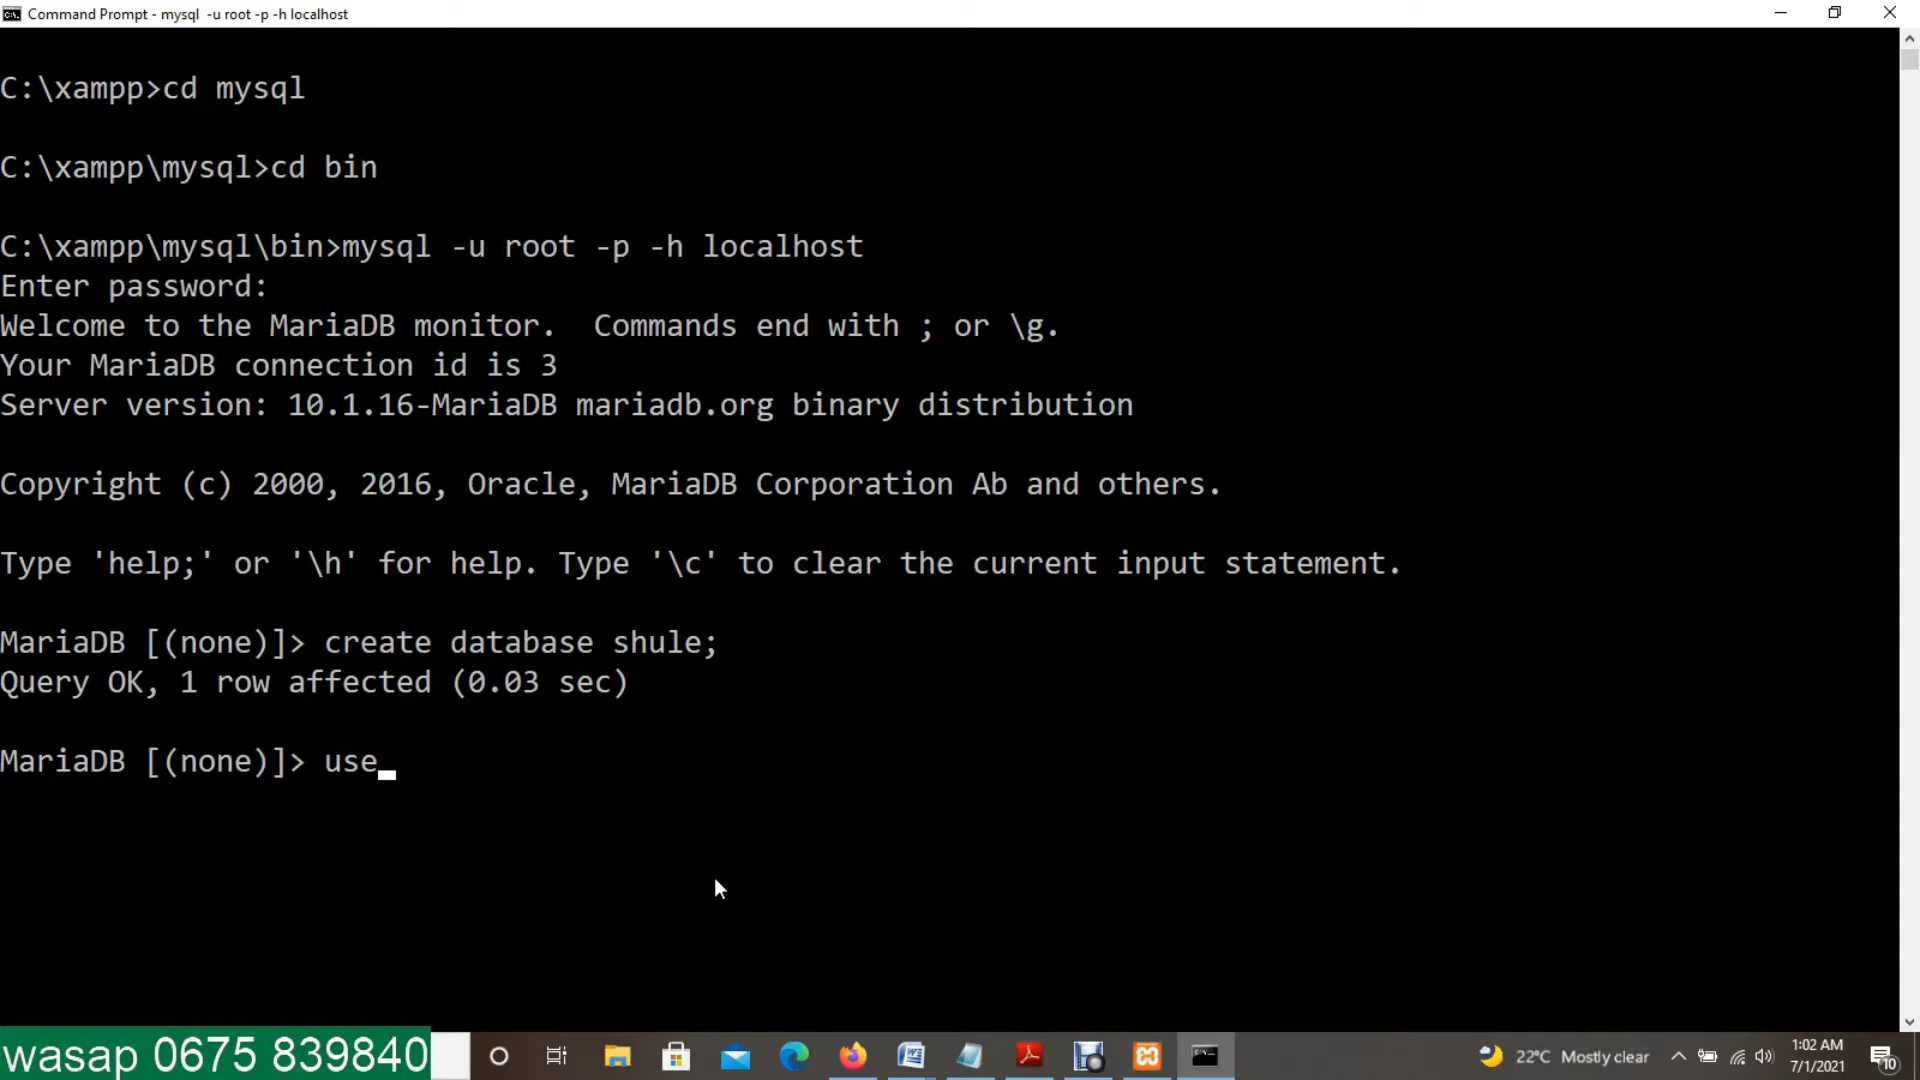 Command Prompt - mysql -u root -p -h localhost
C:\xampp>cd mysql
C:\xampp\mysql>cd bin
C:\xampp\mysql\bin>mysql -u root -p -h localhost
Enter password:
Welcome to the MariaDB monitor.  Commands end with ; or \g.
Your MariaDB connection id is 3
Server version: 10.1.16-MariaDB mariadb.org binary distribution
Copyright (c) 2000, 2016, Oracle, MariaDB Corporation Ab and others.
Type 'help;' or '\h' for help. Type '\c' to clear the current input statement.
MariaDB [(none)]> create database shule;
Query OK, 1 row affected (0.03 sec)
MariaDB [(none)]> use
wasap 0675 839840
22°C Mostly clear
1:02 AM
7/1/2021
10